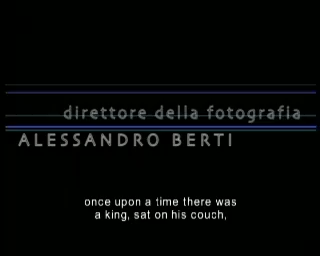 direttore della fotografia
ALESSANDRO BERTI
once upon a time there was
a king, sat on his couch,